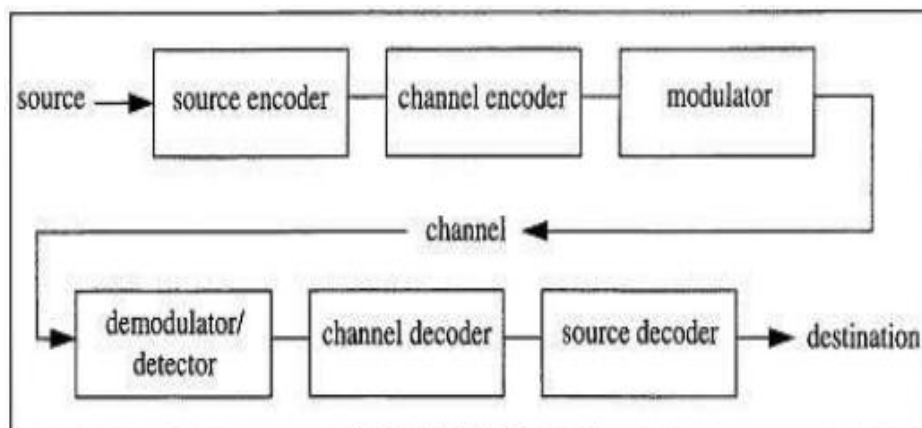 source source encoder channel encoder modulator
channel
demodulator/
detector
channel decoder source decoder destination